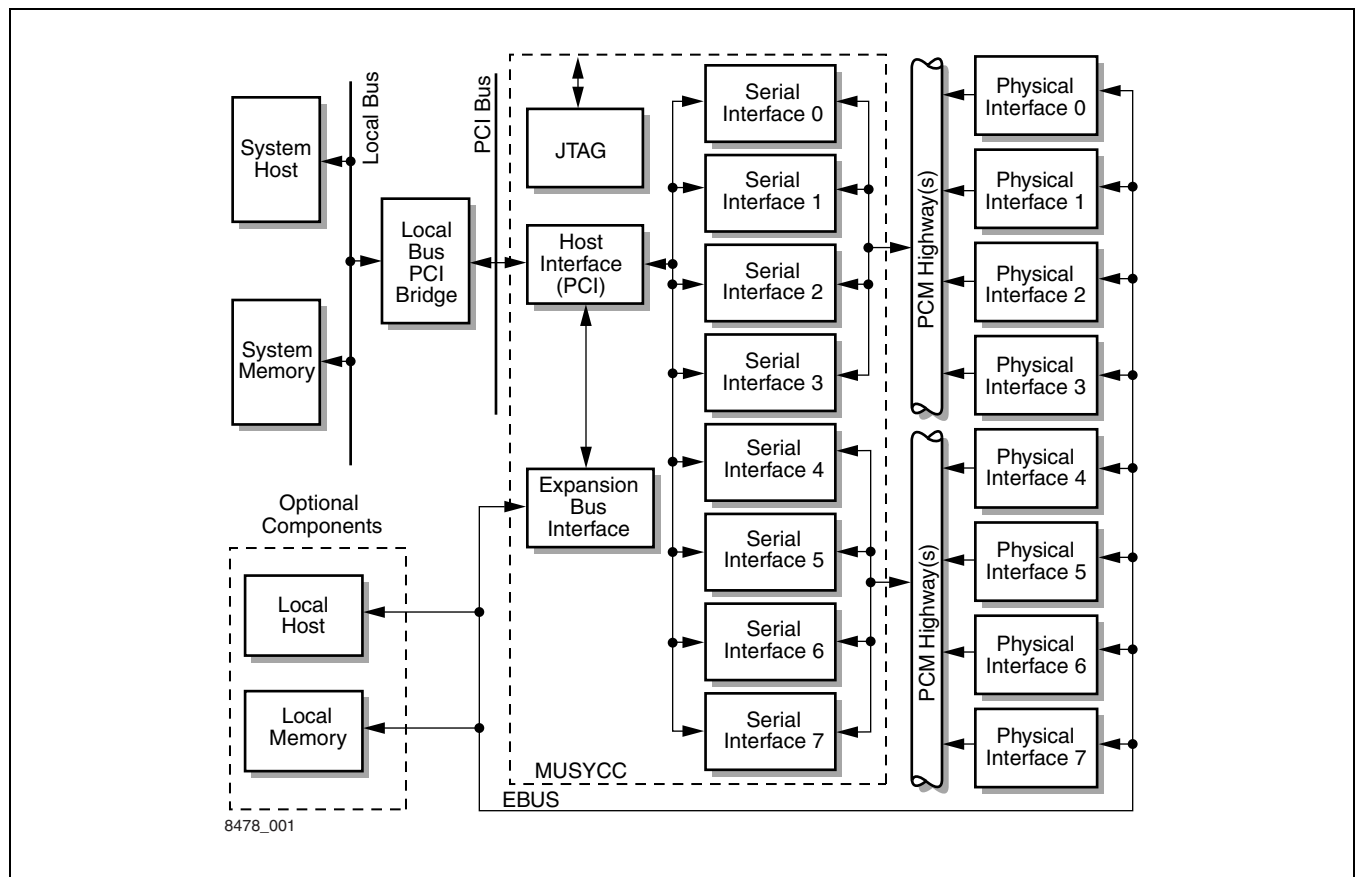 Local Bus
System
Host
System
Memory
Local
Bus
PCI
Bridge
PCI Bus
JTAG
Host
Interface
(PCI)
Expansion
Bus
Interface
Serial
Interface 0
Serial
Interface 1
Serial
Interface 2
Serial
Interface 3
Serial
Interface 4
Serial
Interface 5
Serial
Interface 6
Serial
Interface 7
PCM Highway(s)
PCM Highway(s)
Physical
Interface 0
Physical
Interface 1
Physical
Interface 2
Physical
Interface 3
Physical
Interface 4
Physical
Interface 5
Physical
Interface 6
Physical
Interface 7
Optional
Components
Local
Host
Local
Memory
MUSYCC
EBUS
8478_001